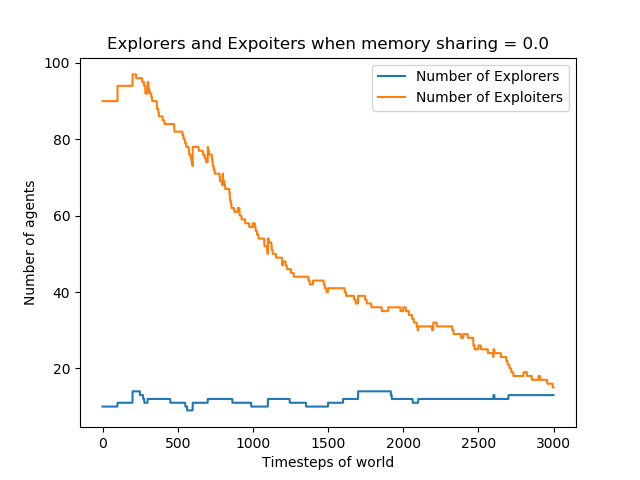 Explorers and Expoiters when memory sharing = 0.0
Number of Explorers
Number of Exploiters
Number of agents
100
80
60
40
20
0 500 1000 1500 2000 2500 3000
Timesteps of world